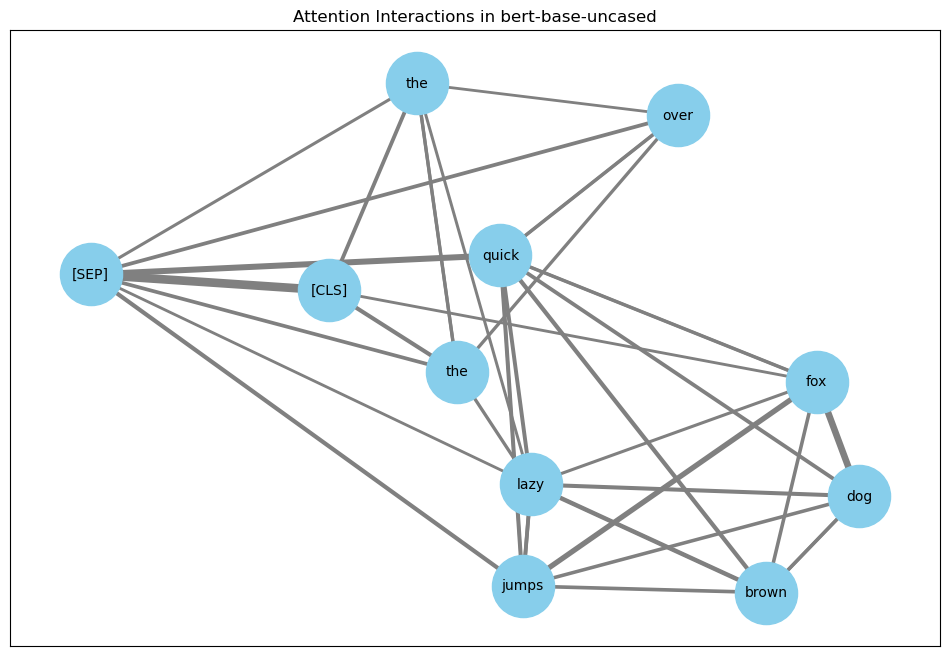 Attention Interactions in bert-base-uncased
the
over
quick
[SEP]
[CLS]
the
fox
lazy
dog
jumps
brown